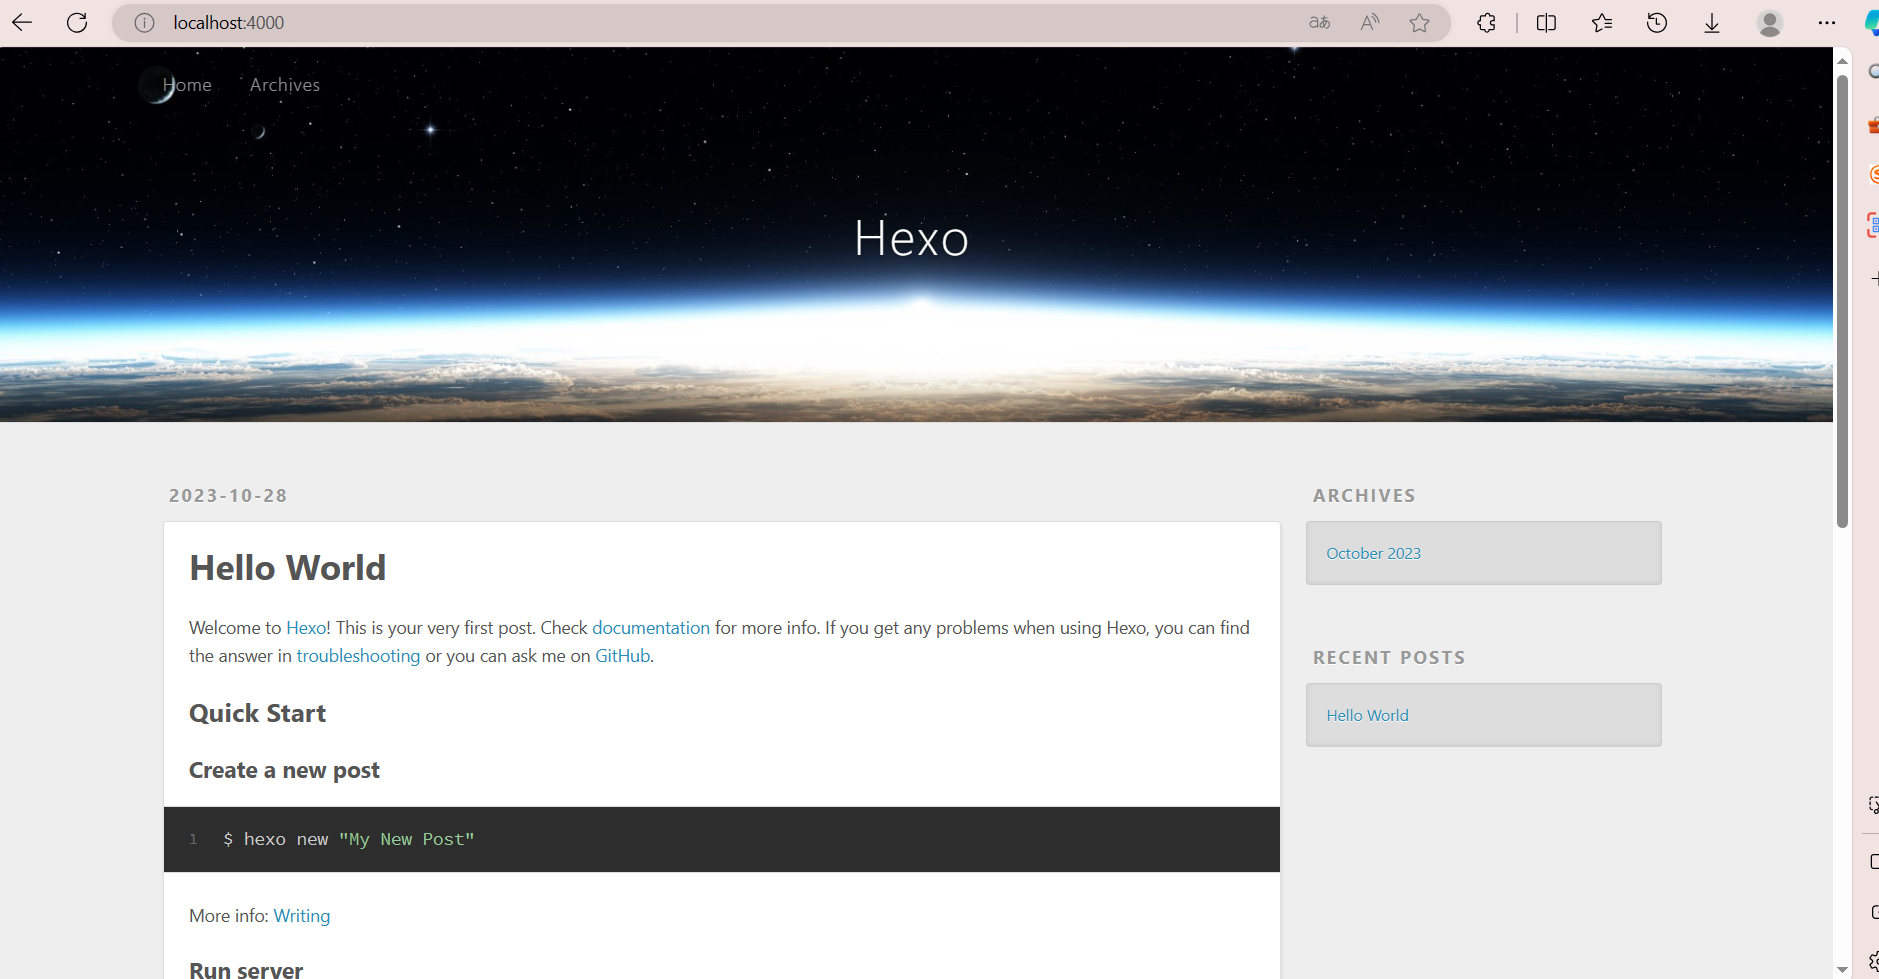 localhost:4000
Home Archives
Hexo
2023-10-28
Hello World
Welcome to Hexo! This is your very first post. Check documentation for more info. If you get any problems when using Hexo, you can find
the answer in troubleshooting or you can ask me on GitHub.
Quick Start
Create a new post
1 $ hexo new "My New Post"
More info: Writing
Run server
ARCHIVES
October 2023
RECENT POSTS
Hello World